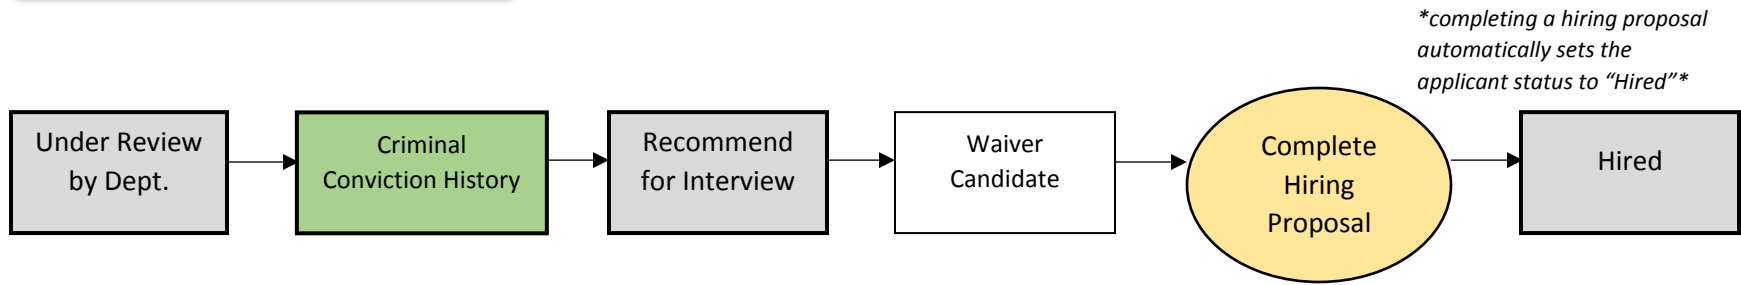 *completing a hiring proposal
automatically sets the
applicant status to “Hired”*
Under Review
by Dept.
Criminal
Conviction History
Recommend
for Interview
Waiver
Candidate
Complete
Hiring
Proposal
Hired